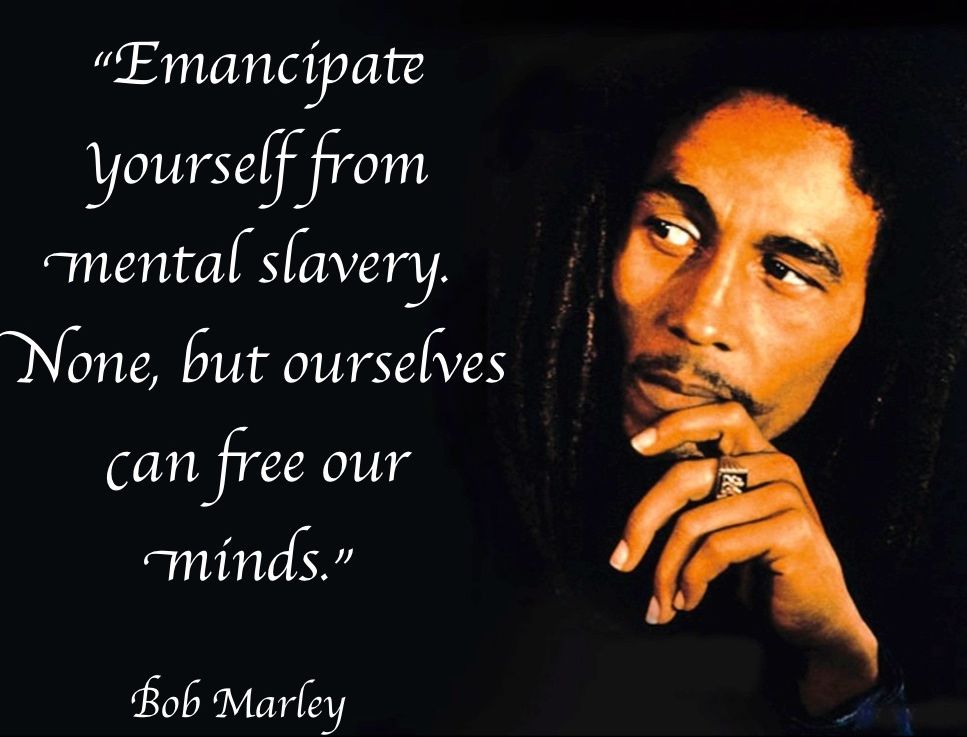 “Emancipate
yourself from
mental slavery.
None, but ourselves
can free our
minds.”
Bob Marley